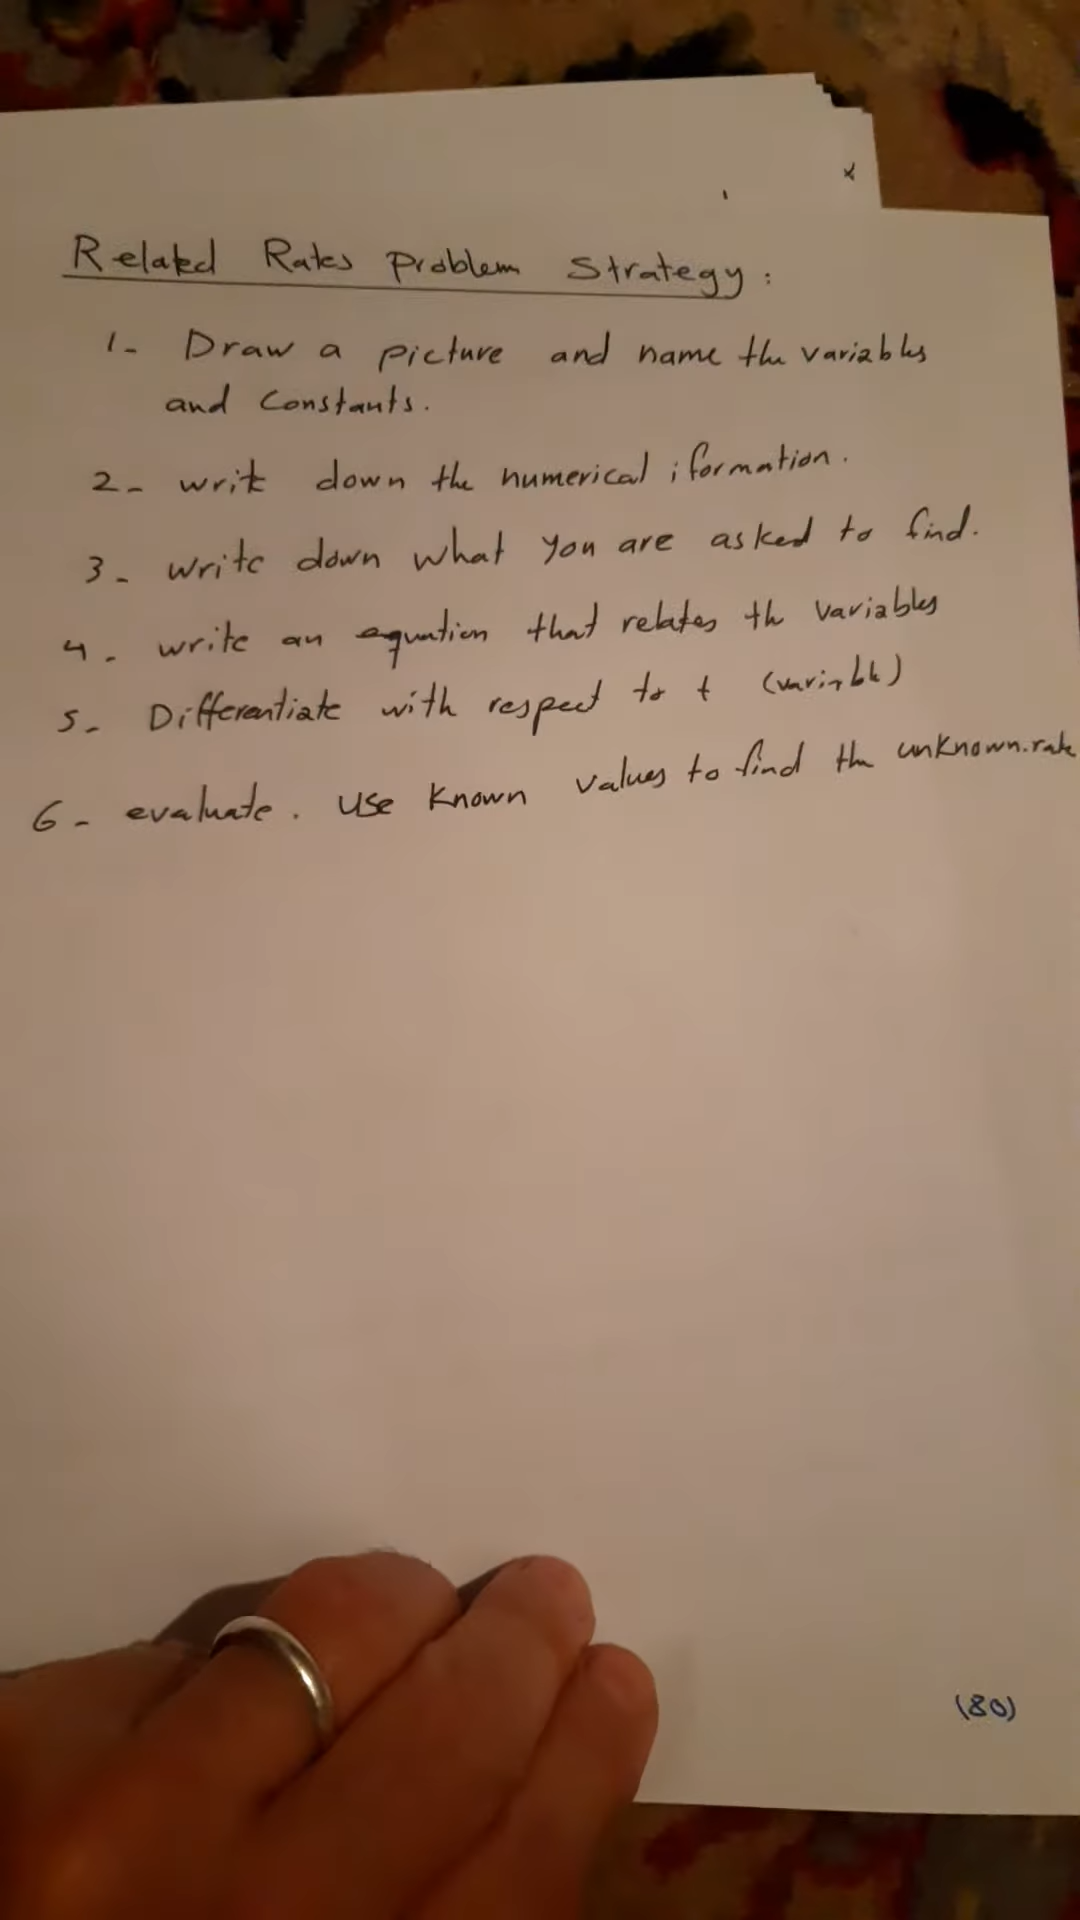 Related Rates Problem Strategy:
1- Draw a picture and name the variables
and Constants.
2- write down the numerical iformation.
3- write down what you are asked to find.
4- write an equation that relates th variables
5- Differentiate with respect to t (variable)
6- evaluate. Use Known values to find the unknown.rate
(80)